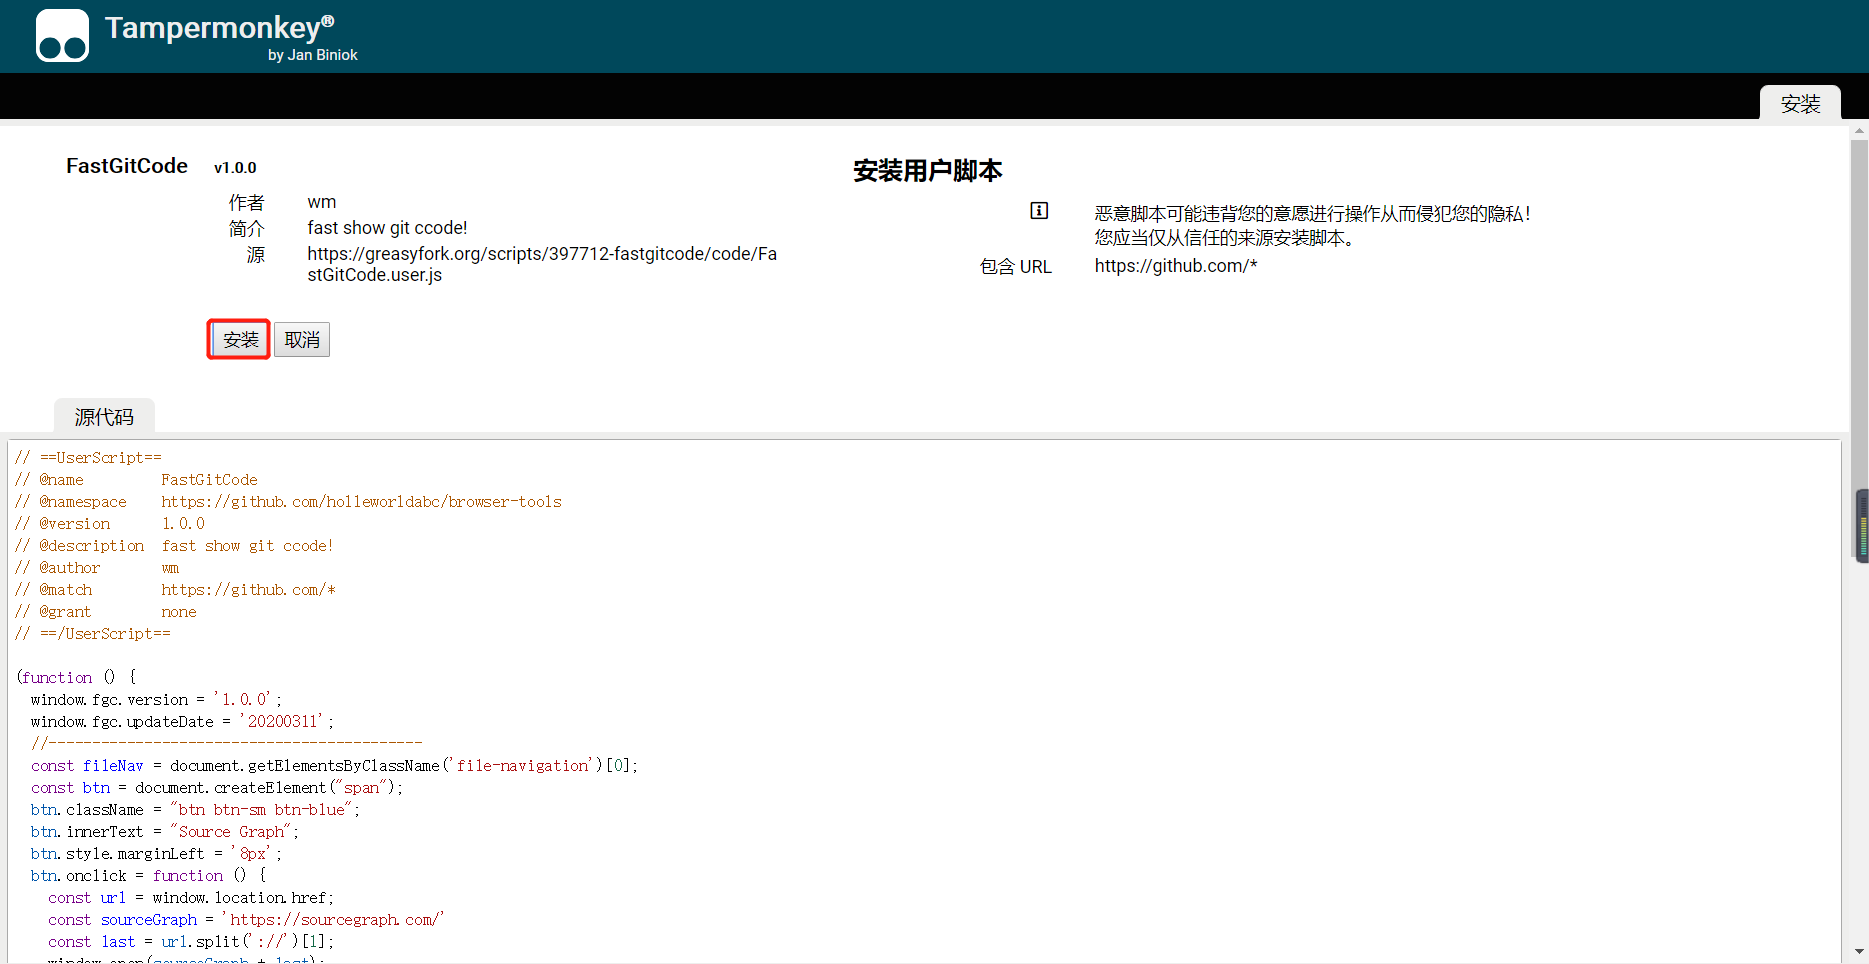 Tampermonkey®
by Jan Biniok
安装
FastGitCode v1.0.0
作者 wm
简介 fast show git ccode!
源 https://greasyfork.org/scripts/397712-fastgitcode/code/Fa
stGitCode.user.js
安装 取消
安装用户脚本
恶意脚本可能违背您的意愿进行操作从而侵犯您的隐私！
您应当仅从信任的来源安装脚本。
包含 URL https://github.com/*
源代码
// ==UserScript==
// @name FastGitCode
// @namespace https://github.com/holleworldabc/browser-tools
// @version 1.0.0
// @description fast show git ccode!
// @author wm
// @match https://github.com/*
// @grant none
// ==/UserScript==
(function () {
window.fgc.version = '1.0.0';
window.fgc.updateDate = '20200311';
//-------------------------------------------
const fileNav = document.getElementsByClassName('file-navigation')[0];
const btn = document.createElement("span");
btn.className = "btn btn-sm btn-blue";
btn.innerText = "Source Graph";
btn.style.marginLeft = '8px';
btn.onclick = function () {
const url = window.location.href;
const sourceGraph = 'https://sourcegraph.com/'
const last = url.split('://')[1];
window.open(sourceGraph + last);